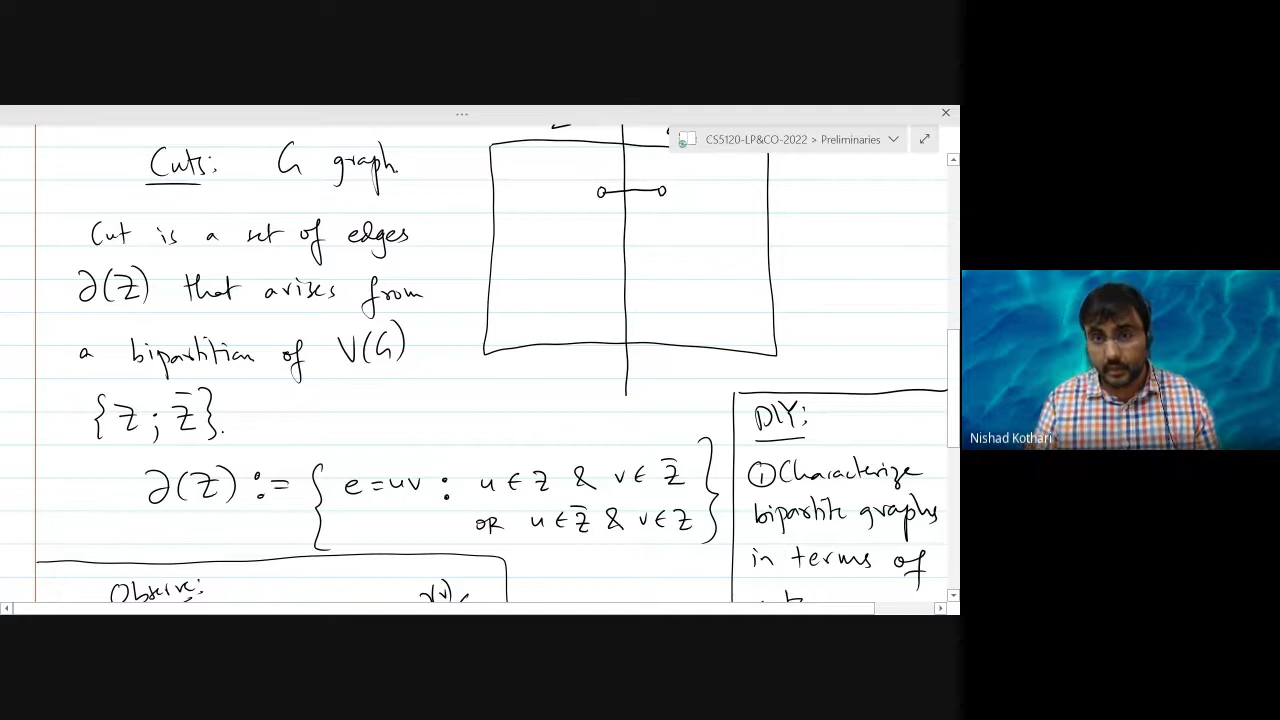 CS5120-LP&CO-2022 > Preliminaries
Cuts: G graph.
Cut is a set of edges
∂(Z) that arises from
a bipartition of V(G)
{Z ; Z̄}.
∂(Z) := { e = uv : u ∈ Z & v ∈ Z̄
OR u ∈ Z̄ & v ∈ Z }
Observe:
DIY:
① Characterize
bipartite graphs
in terms of
Nishad Kothari